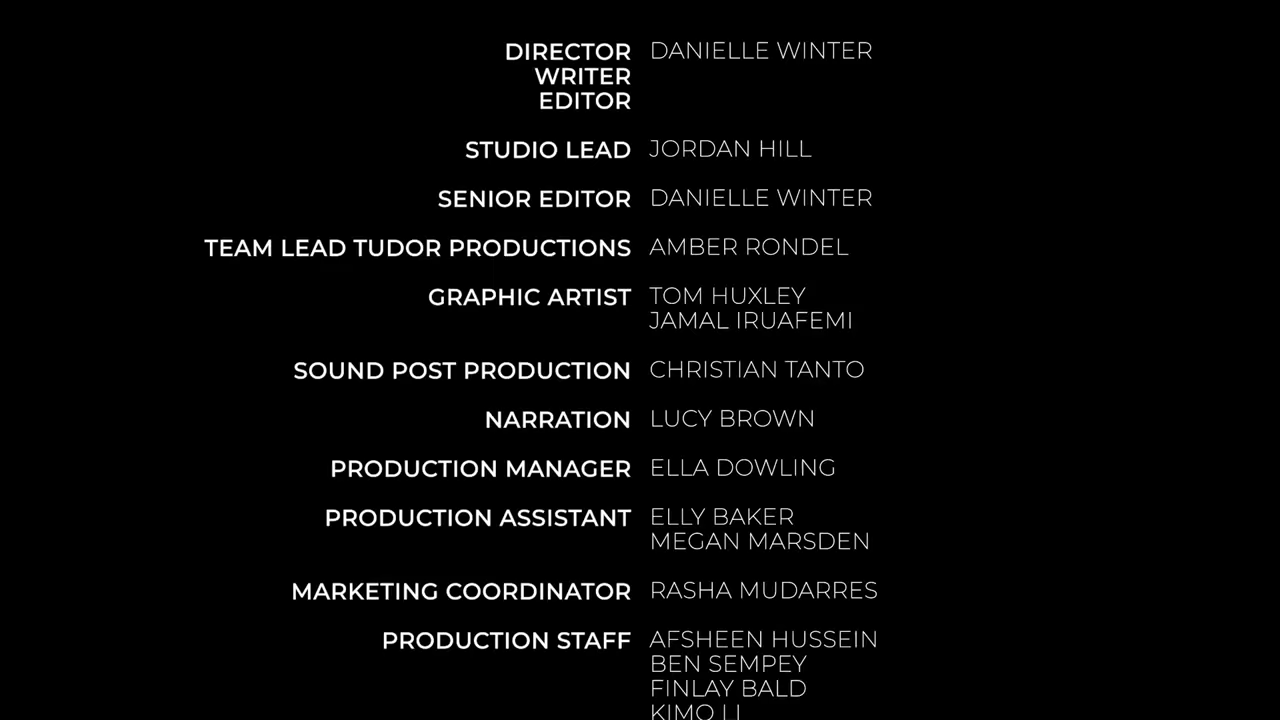 DIRECTOR DANIELLE WINTER
WRITER
EDITOR
STUDIO LEAD JORDAN HILL
SENIOR EDITOR DANIELLE WINTER
TEAM LEAD TUDOR PRODUCTIONS AMBER RONDEL
GRAPHIC ARTIST TOM HUXLEY
JAMAL IRUAFEMI
SOUND POST PRODUCTION CHRISTIAN TANTO
NARRATION LUCY BROWN
PRODUCTION MANAGER ELLA DOWLING
PRODUCTION ASSISTANT ELLY BAKER
MEGAN MARSDEN
MARKETING COORDINATOR RASHA MUDARRES
PRODUCTION STAFF AFSHEEN HUSSEIN
BEN SEMPEY
FINLAY BALD
KIMO LI